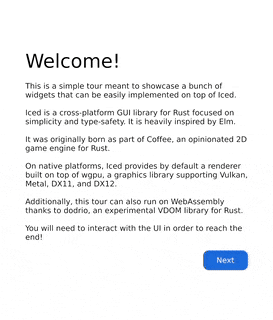 Welcome!
This is a simple tour meant to showcase a bunch of
widgets that can be easily implemented on top of Iced.
Iced is a cross-platform GUI library for Rust focused on
simplicity and type-safety. It is heavily inspired by Elm.
It was originally born as part of Coffee, an opinionated 2D
game engine for Rust.
On native platforms, Iced provides by default a renderer
built on top of wgpu, a graphics library supporting Vulkan,
Metal, DX11, and DX12.
Additionally, this tour can also run on WebAssembly
thanks to dodrio, an experimental VDOM library for Rust.
You will need to interact with the UI in order to reach the
end!
Next